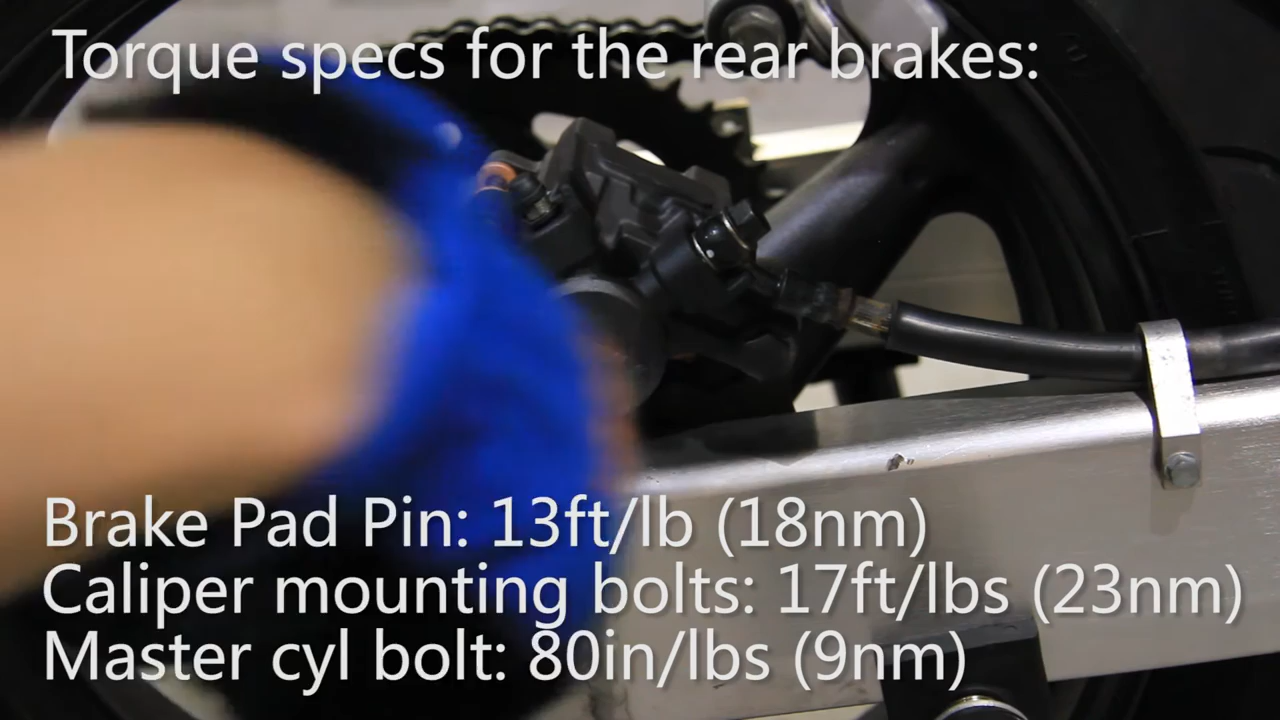 Torque specs for the rear brakes:
Brake Pad Pin: 13ft/lb (18nm)
Caliper mounting bolts: 17ft/lbs (23nm)
Master cyl bolt: 80in/lbs (9nm)